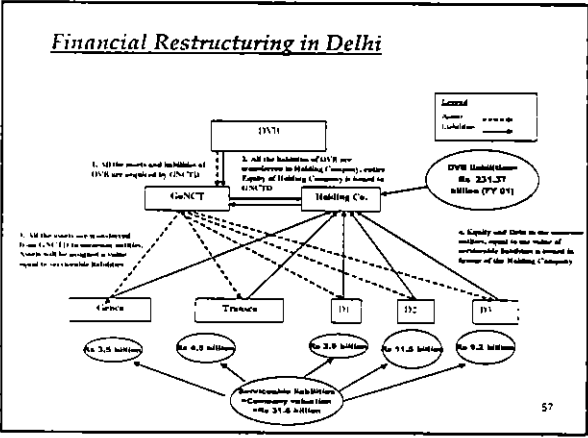 Financial Restructuring in Delhi
Legend
Assets
Liabilities
DVB
1. All the assets and liabilities of
DVB are acquired by GNCTD
2. All the liabilities of DVB are
transferred to Holding Company, entire
Equity of Holding Company is issued to
GNCTD
DVB liabilities=
Rs 231.37
billion (FY 01)
GoNCT
Holding Co.
3. All the assets are transferred
from GNCTD to successor entities.
Assets will be assigned a value
equal to serviceable liabilities
4. Equity and Debt in the successor
entities, equal to the value of
serviceable liabilities is issued in
favour of the Holding Company
Genco
Transco
D1
D2
D3
Rs 3.5 billion
Rs billion
Rs billion
Rs 11.5 billion
Rs billion
Serviceable liabilities
=Company valuation
=Rs 31.6 billion
57